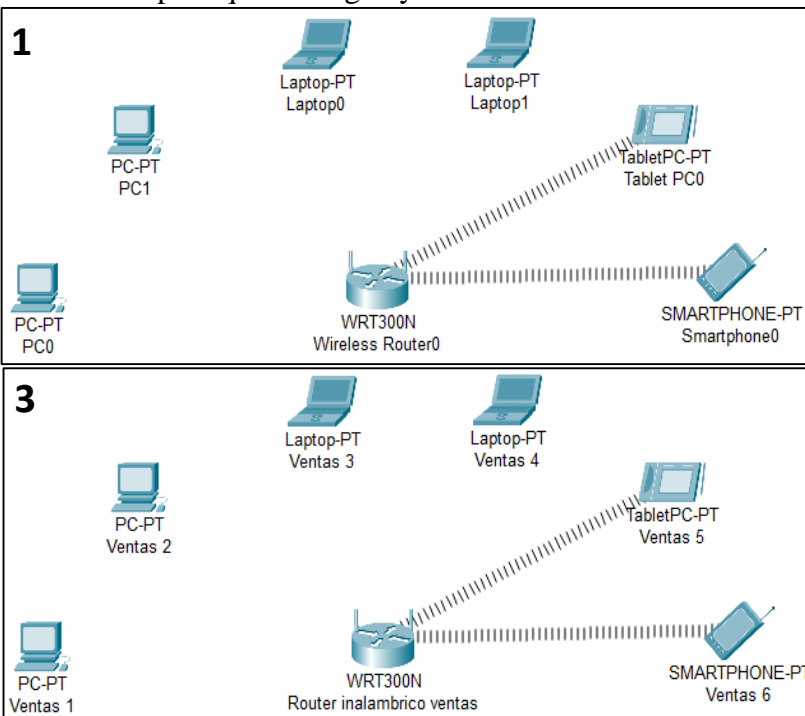 1
Laptop-PT
Laptop0
Laptop-PT
Laptop1
PC-PT
PC1
TabletPC-PT
Tablet PC0
PC-PT
PC0
WRT300N
Wireless Router0
SMARTPHONE-PT
Smartphone0
3
Laptop-PT
Ventas 3
Laptop-PT
Ventas 4
PC-PT
Ventas 2
TabletPC-PT
Ventas 5
PC-PT
Ventas 1
WRT300N
Router inalambrico ventas
SMARTPHONE-PT
Ventas 6